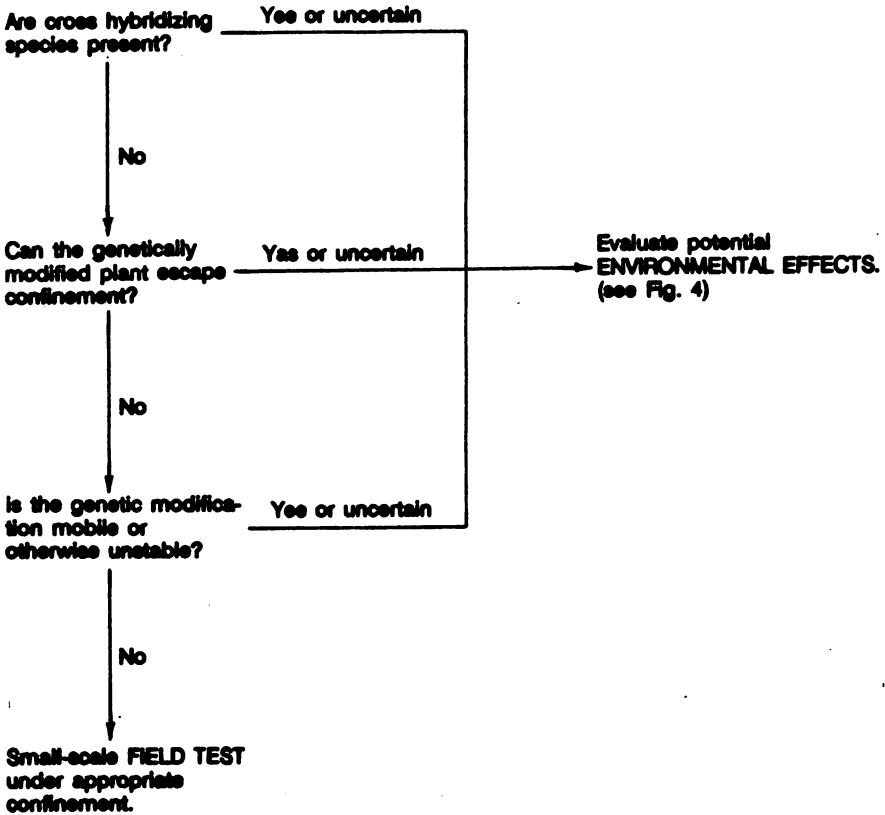 Are cross hybridizing
species present?
Yes or uncertain
No
Can the genetically
modified plant escape
confinement?
Yes or uncertain
Evaluate potential
ENVIRONMENTAL EFFECTS.
(see Fig. 4)
No
Is the genetic modifica-
tion mobile or
otherwise unstable?
Yes or uncertain
No
Small-scale FIELD TEST
under appropriate
confinement.